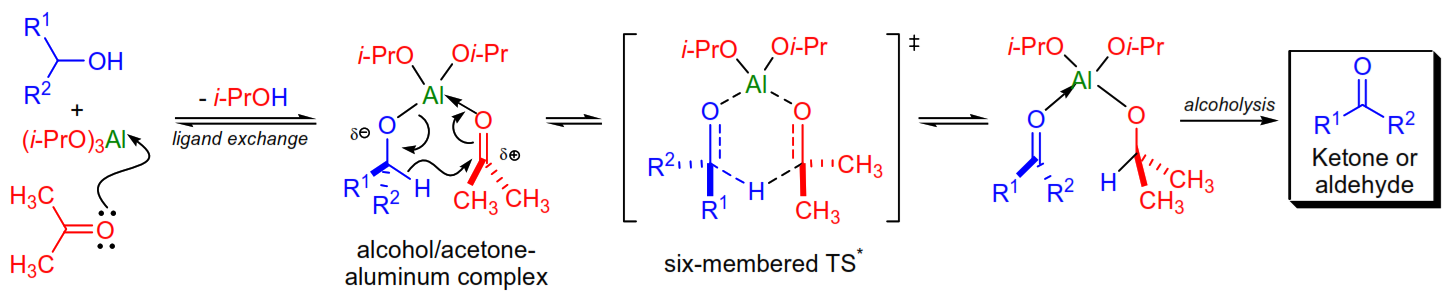 R1
OH
R2
+
(i-PrO)3Al
H3C
O
H3C
- i-PrOH
ligand exchange
i-PrO Oi-Pr
Al
O O
δ⊖ δ⊕
R1 R2 H CH3 CH3
alcohol/acetone-
aluminum complex
i-PrO Oi-Pr ‡
Al
O O
R2 CH3
H
R1 CH3
six-membered TS*
i-PrO Oi-Pr
Al
O O
R1 R2 H CH3
CH3
alcoholysis
O
R1 R2
Ketone or
aldehyde